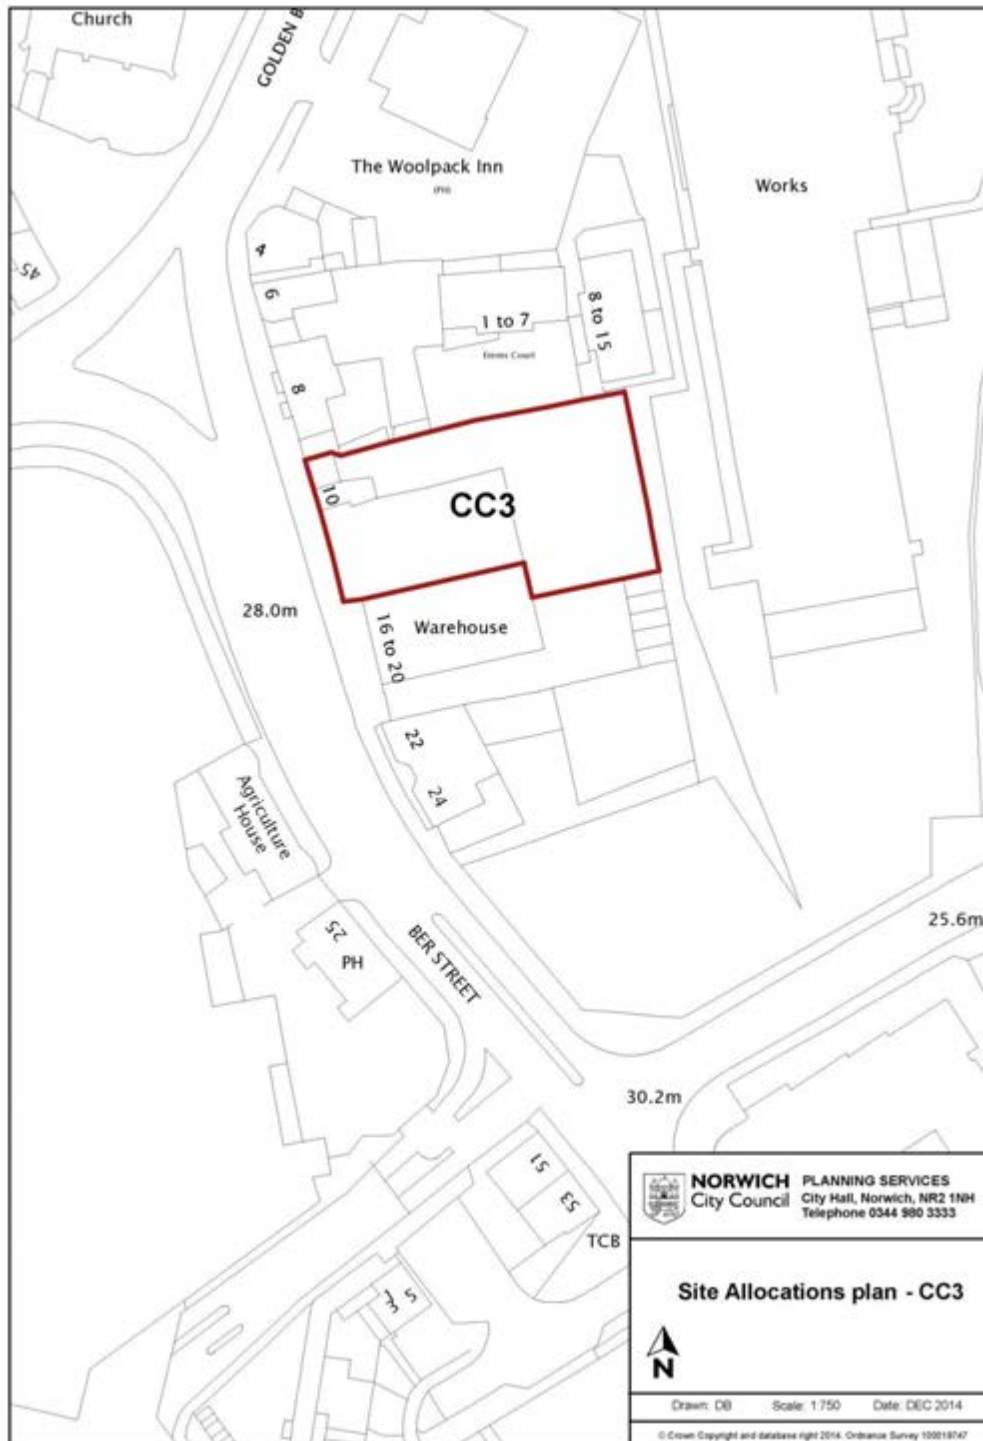 Church
GOLDEN B
The Woolpack Inn
(PH)
Works
45
4
6
1 to 7
8 to 15
Emms Court
8
10
CC3
28.0m
16 to 20
Warehouse
22
24
Agriculture
House
25
PH
BER STREET
25.6m
30.2m
51
53
TCB
5
NORWICH
City Council
PLANNING SERVICES
City Hall, Norwich, NR2 1NH
Telephone 0344 980 3333
Site Allocations plan - CC3
N
Drawn: DB Scale: 1:750 Date: DEC 2014
© Crown Copyright and database right 2014. Ordnance Survey 100019747